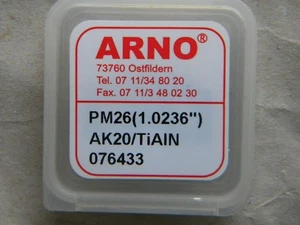 ARNO®
73760 Ostfildern
Tel. 07 11/34 80 20
Fax. 07 11/3 48 02 30
PM26(1.0236")
AK20/TiAlN
076433